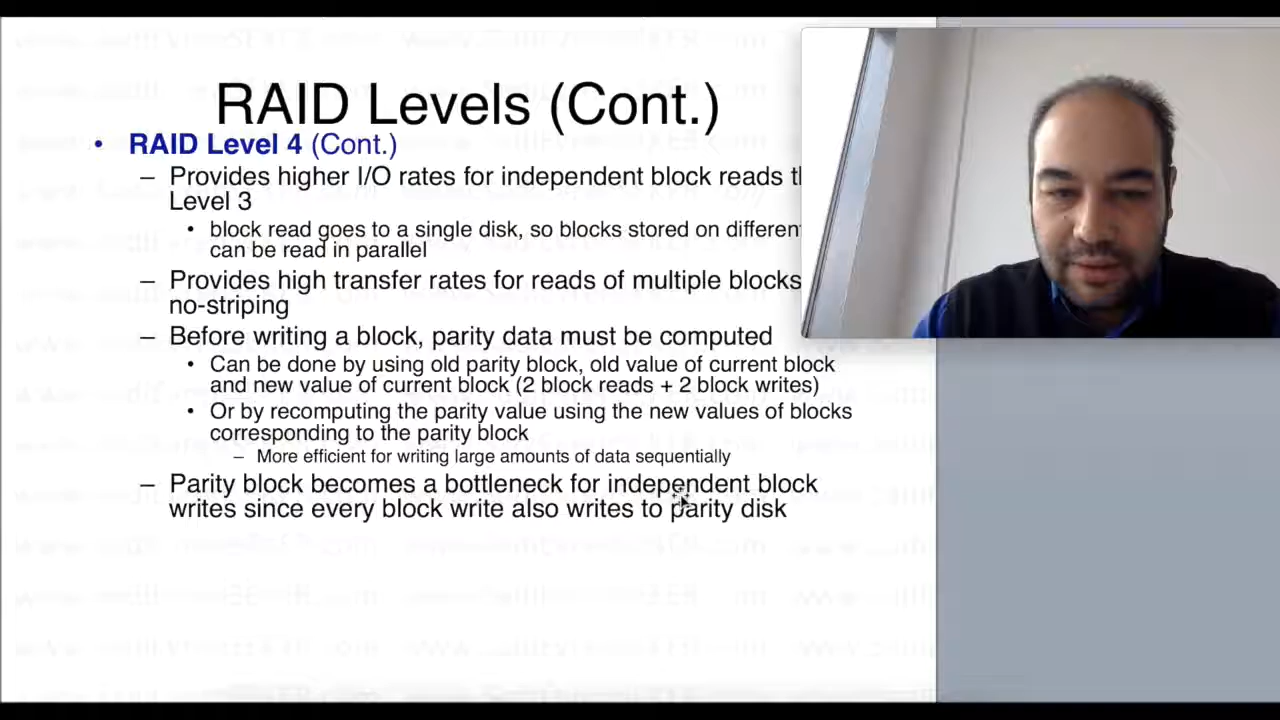 RAID Levels (Cont.)
• RAID Level 4 (Cont.)
– Provides higher I/O rates for independent block reads
Level 3
• block read goes to a single disk, so blocks stored on
can be read in parallel
– Provides high transfer rates for reads of multiple blocks
no-striping
– Before writing a block, parity data must be computed
• Can be done by using old parity block, old value of current block
and new value of current block (2 block reads + 2 block writes)
• Or by recomputing the parity value using the new values of blocks
corresponding to the parity block
– More efficient for writing large amounts of data sequentially
– Parity block becomes a bottleneck for independent block
writes since every block write also writes to parity disk